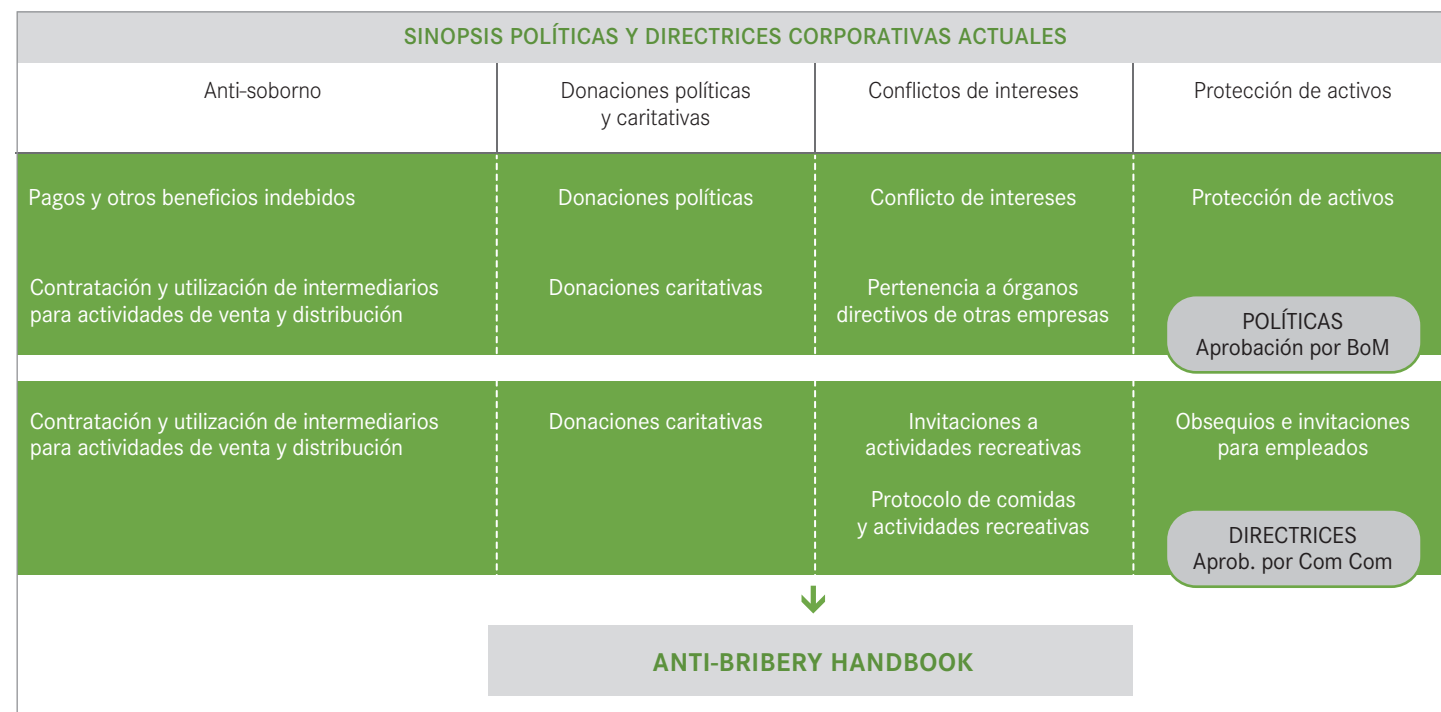 SINOPSIS POLÍTICAS Y DIRECTRICES CORPORATIVAS ACTUALES
Anti-soborno
Donaciones políticas
y caritativas
Conflictos de intereses
Protección de activos
Pagos y otros beneficios indebidos
Donaciones políticas
Conflicto de intereses
Protección de activos
Contratación y utilización de intermediarios
para actividades de venta y distribución
Donaciones caritativas
Pertenencia a órganos
directivos de otras empresas
POLÍTICAS
Aprobación por BoM
Contratación y utilización de intermediarios
para actividades de venta y distribución
Donaciones caritativas
Invitaciones a
actividades recreativas
Obsequios e invitaciones
para empleados
Protocolo de comidas
y actividades recreativas
DIRECTRICES
Aprob. por Com Com
ANTI-BRIBERY HANDBOOK